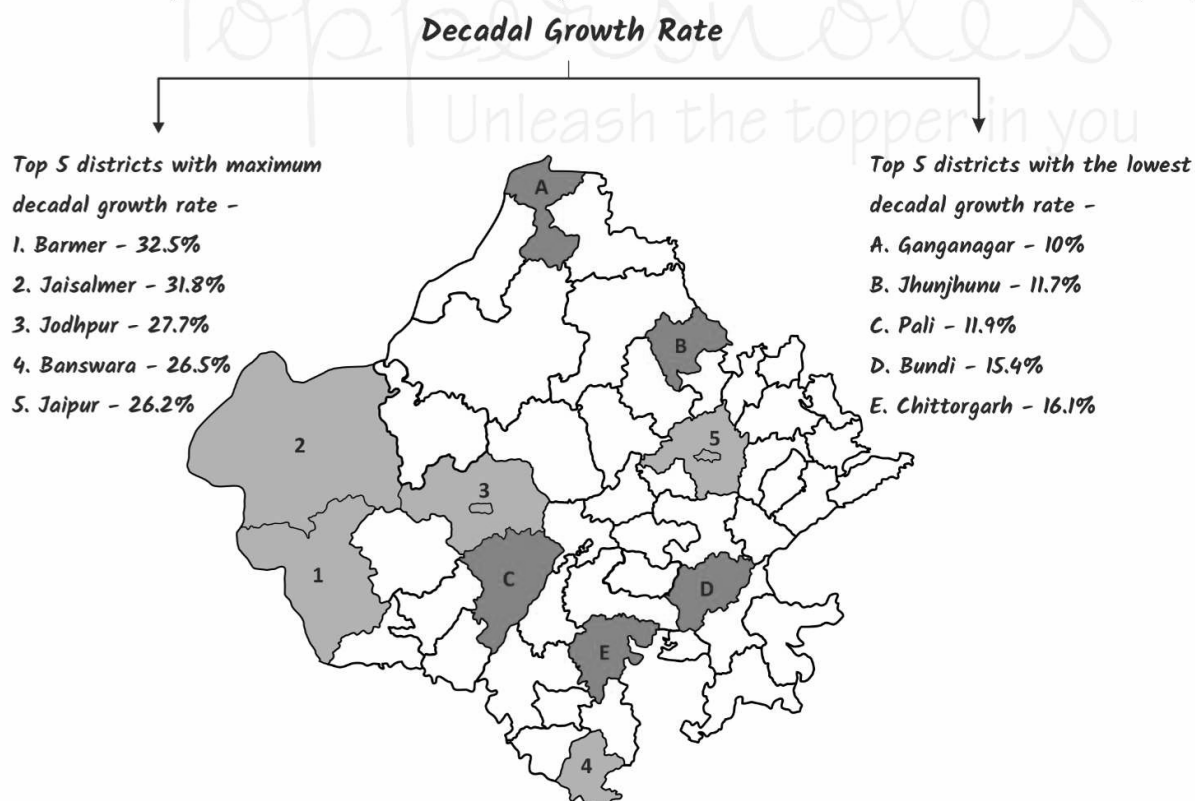 Toppersnotes
Unleash the topper in you
Decadal Growth Rate
Top 5 districts with maximum
decadal growth rate -
1. Barmer - 32.5%
2. Jaisalmer - 31.8%
3. Jodhpur - 27.7%
4. Banswara - 26.5%
5. Jaipur - 26.2%
Top 5 districts with the lowest
decadal growth rate -
A. Ganganagar - 10%
B. Jhunjhunu - 11.7%
C. Pali - 11.9%
D. Bundi - 15.4%
E. Chittorgarh - 16.1%
A
B
2
5
3
1
C
D
E
4